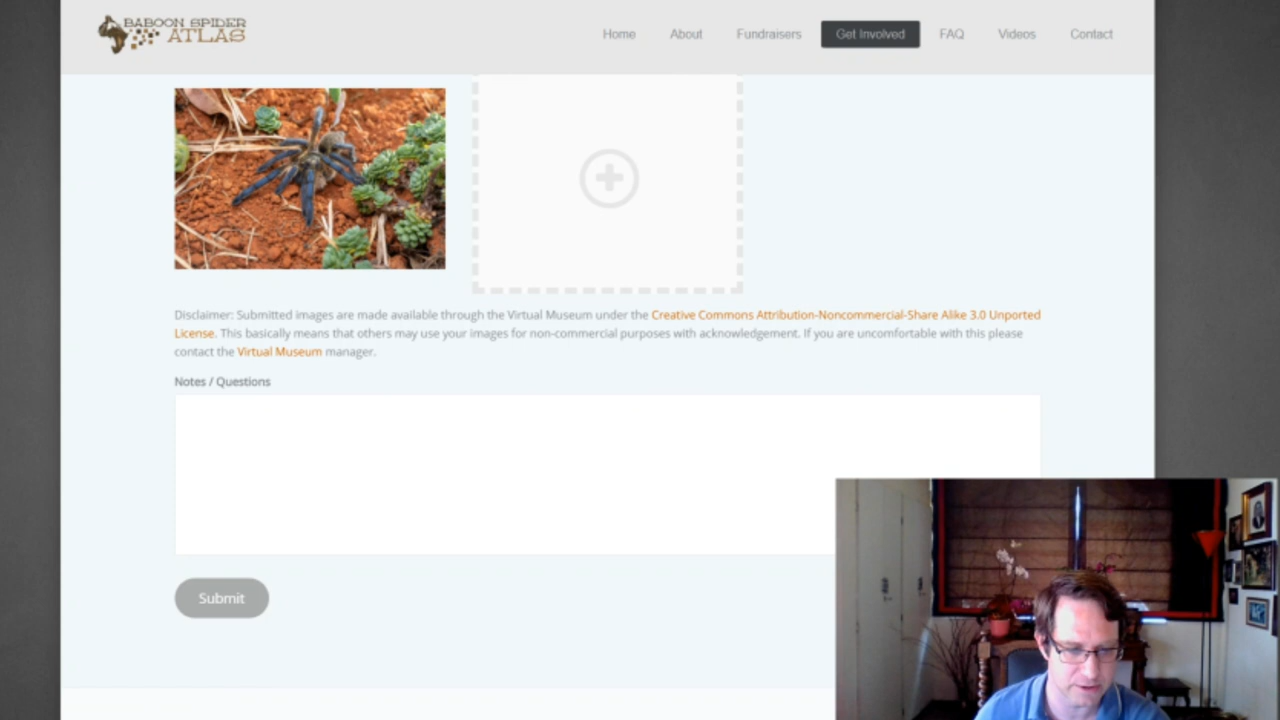 BABOON SPIDER
ATLAS
Home About Fundraisers Get Involved FAQ Videos Contact
Disclaimer: Submitted images are made available through the Virtual Museum under the Creative Commons Attribution-Noncommercial-Share Alike 3.0 Unported
License. This basically means that others may use your images for non-commercial purposes with acknowledgement. If you are uncomfortable with this please
contact the Virtual Museum manager.
Notes / Questions
Submit